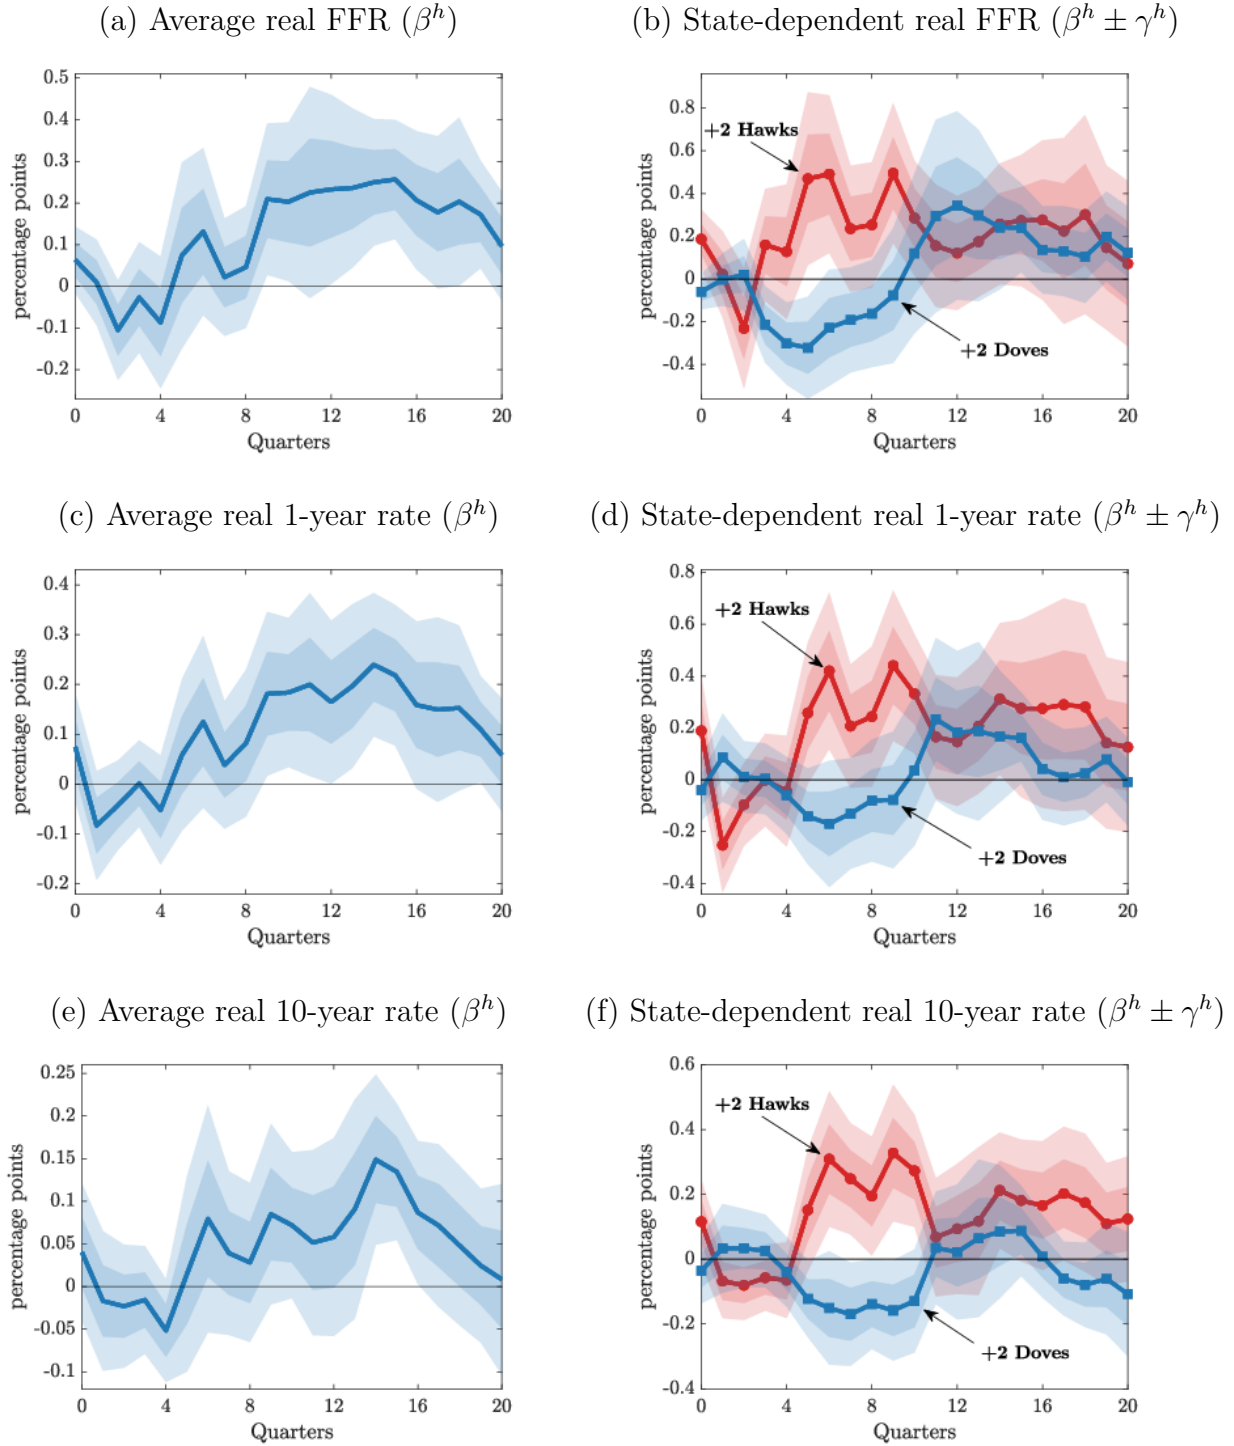 (a) Average real FFR (βʰ)
percentage points
0.5
0.4
0.3
0.2
0.1
0
-0.1
-0.2
0 4 8 12 16 20
Quarters
(b) State-dependent real FFR (βʰ ± γʰ)
percentage points
0.8
0.6
0.4
0.2
0
-0.2
-0.4
+2 Hawks
+2 Doves
0 4 8 12 16 20
Quarters
(c) Average real 1-year rate (βʰ)
percentage points
0.4
0.3
0.2
0.1
0
-0.1
-0.2
0 4 8 12 16 20
Quarters
(d) State-dependent real 1-year rate (βʰ ± γʰ)
percentage points
0.8
0.6
0.4
0.2
0
-0.2
-0.4
+2 Hawks
+2 Doves
0 4 8 12 16 20
Quarters
(e) Average real 10-year rate (βʰ)
percentage points
0.25
0.2
0.15
0.1
0.05
0
-0.05
-0.1
0 4 8 12 16 20
Quarters
(f) State-dependent real 10-year rate (βʰ ± γʰ)
percentage points
0.6
0.4
0.2
0
-0.2
-0.4
+2 Hawks
+2 Doves
0 4 8 12 16 20
Quarters